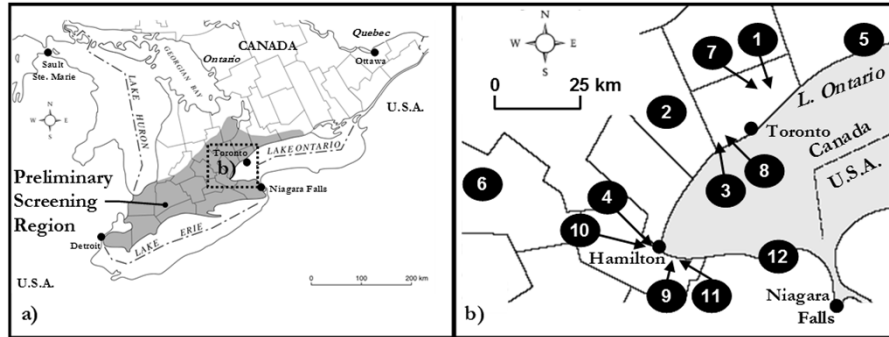 CANADA
Quebec
Ottawa
Ontario
Sault
Ste. Marie
GEORGIAN BAY
U.S.A.
N
W E
S
LAKE HURON
Toronto
LAKE ONTARIO
b)
Preliminary
Screening
Region
Niagara Falls
Detroit
LAKE ERIE
U.S.A.
0 100 200 km
a)
N
W E
S
0 25 km
7
1
5
L. Ontario
2
Toronto
Canada
U.S.A.
3
8
6
4
10
Hamilton
12
9
11
Niagara
Falls
b)